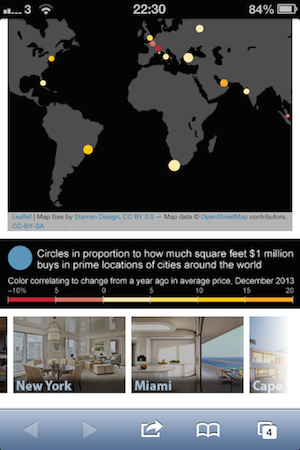 3 22:30 84%
Leaflet | Map tiles by Stamen Design, CC BY 3.0 — Map data © OpenStreetMap contributors,
CC-BY-SA
Circles in proportion to how much square feet $1 million
buys in prime locations of cities around the world
Color correlating to change from a year ago in average price, December 2013
−10% 5 0 5 10 15 20
New York Miami Cape
4